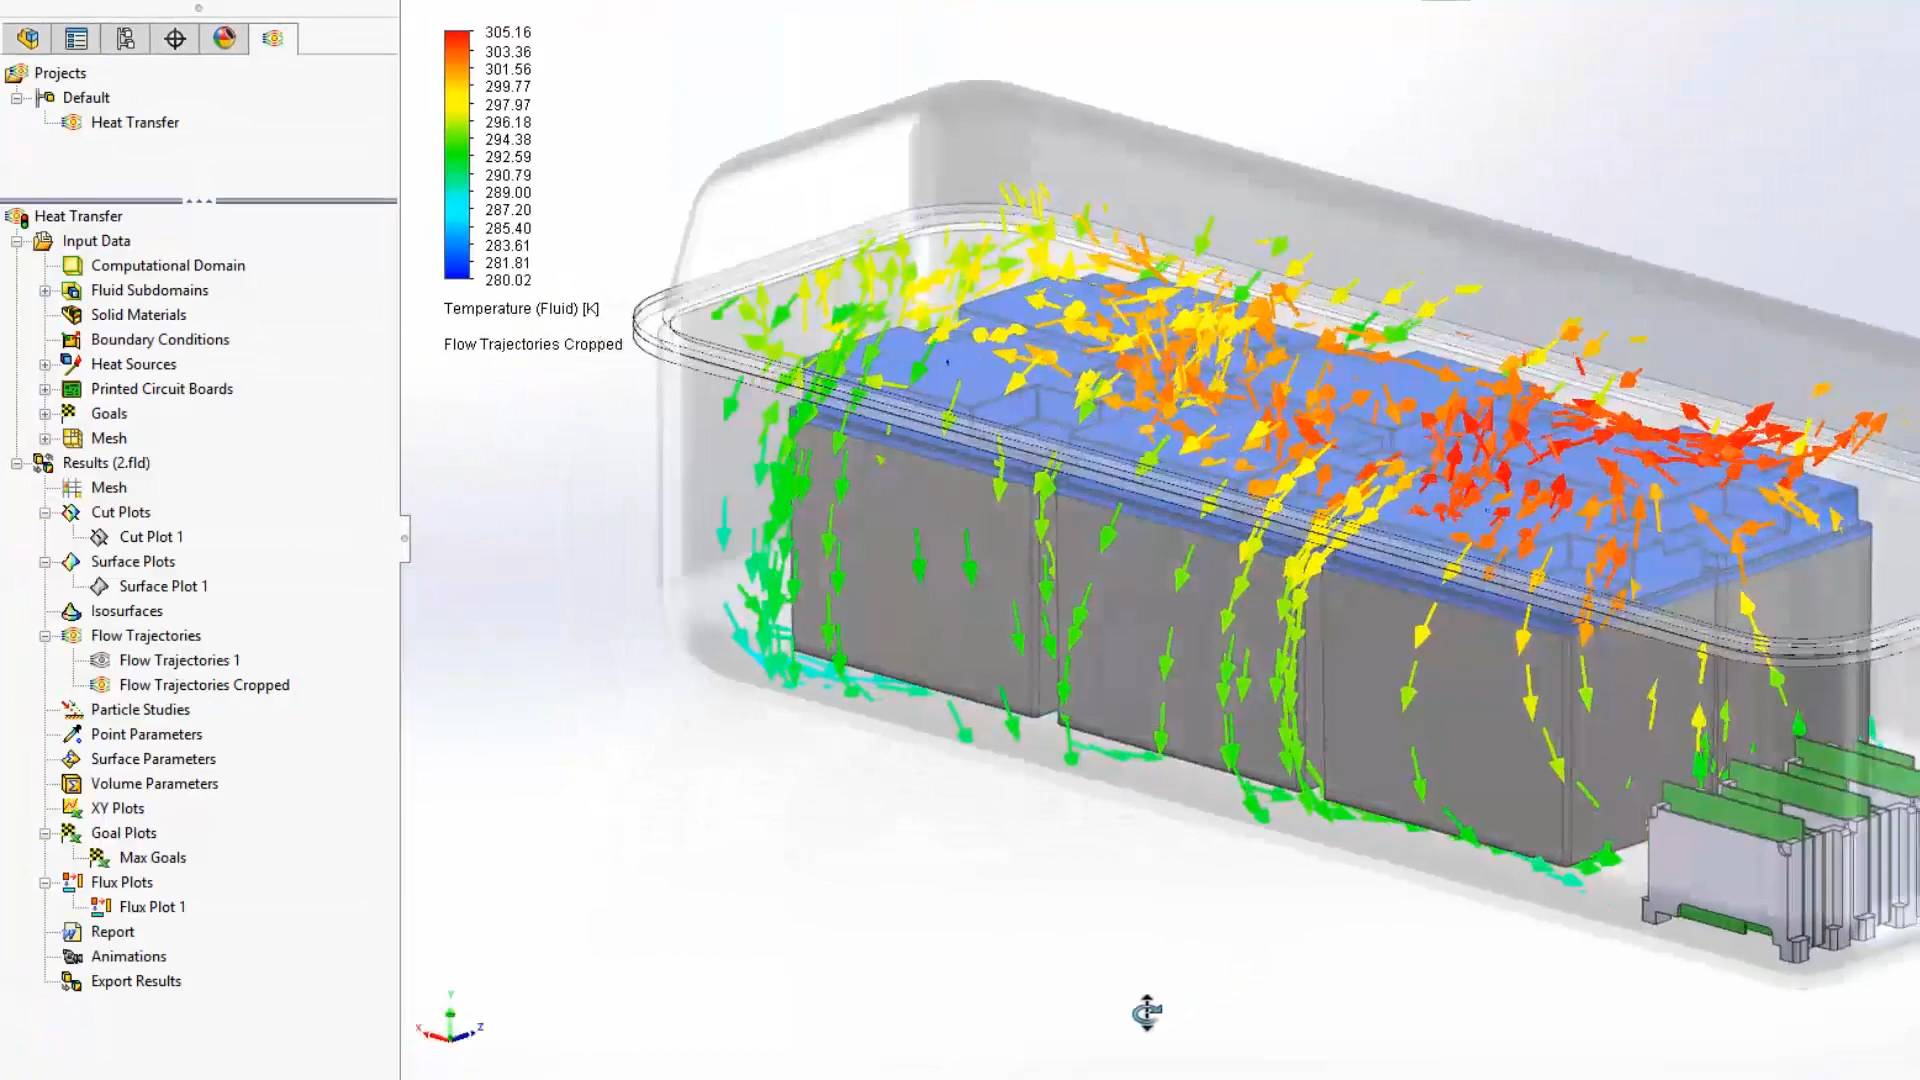 Projects
Default
Heat Transfer
Heat Transfer
Input Data
Computational Domain
Fluid Subdomains
Solid Materials
Boundary Conditions
Heat Sources
Printed Circuit Boards
Goals
Mesh
Results (2.fld)
Mesh
Cut Plots
Cut Plot 1
Surface Plots
Surface Plot 1
Isosurfaces
Flow Trajectories
Flow Trajectories 1
Flow Trajectories Cropped
Particle Studies
Point Parameters
Surface Parameters
Volume Parameters
XY Plots
Goal Plots
Max Goals
Flux Plots
Flux Plot 1
Report
Animations
Export Results
305.16
303.36
301.56
299.77
297.97
296.18
294.38
292.59
290.79
289.00
287.20
285.40
283.61
281.81
280.02
Temperature (Fluid) [K]
Flow Trajectories Cropped
Y
X
Z